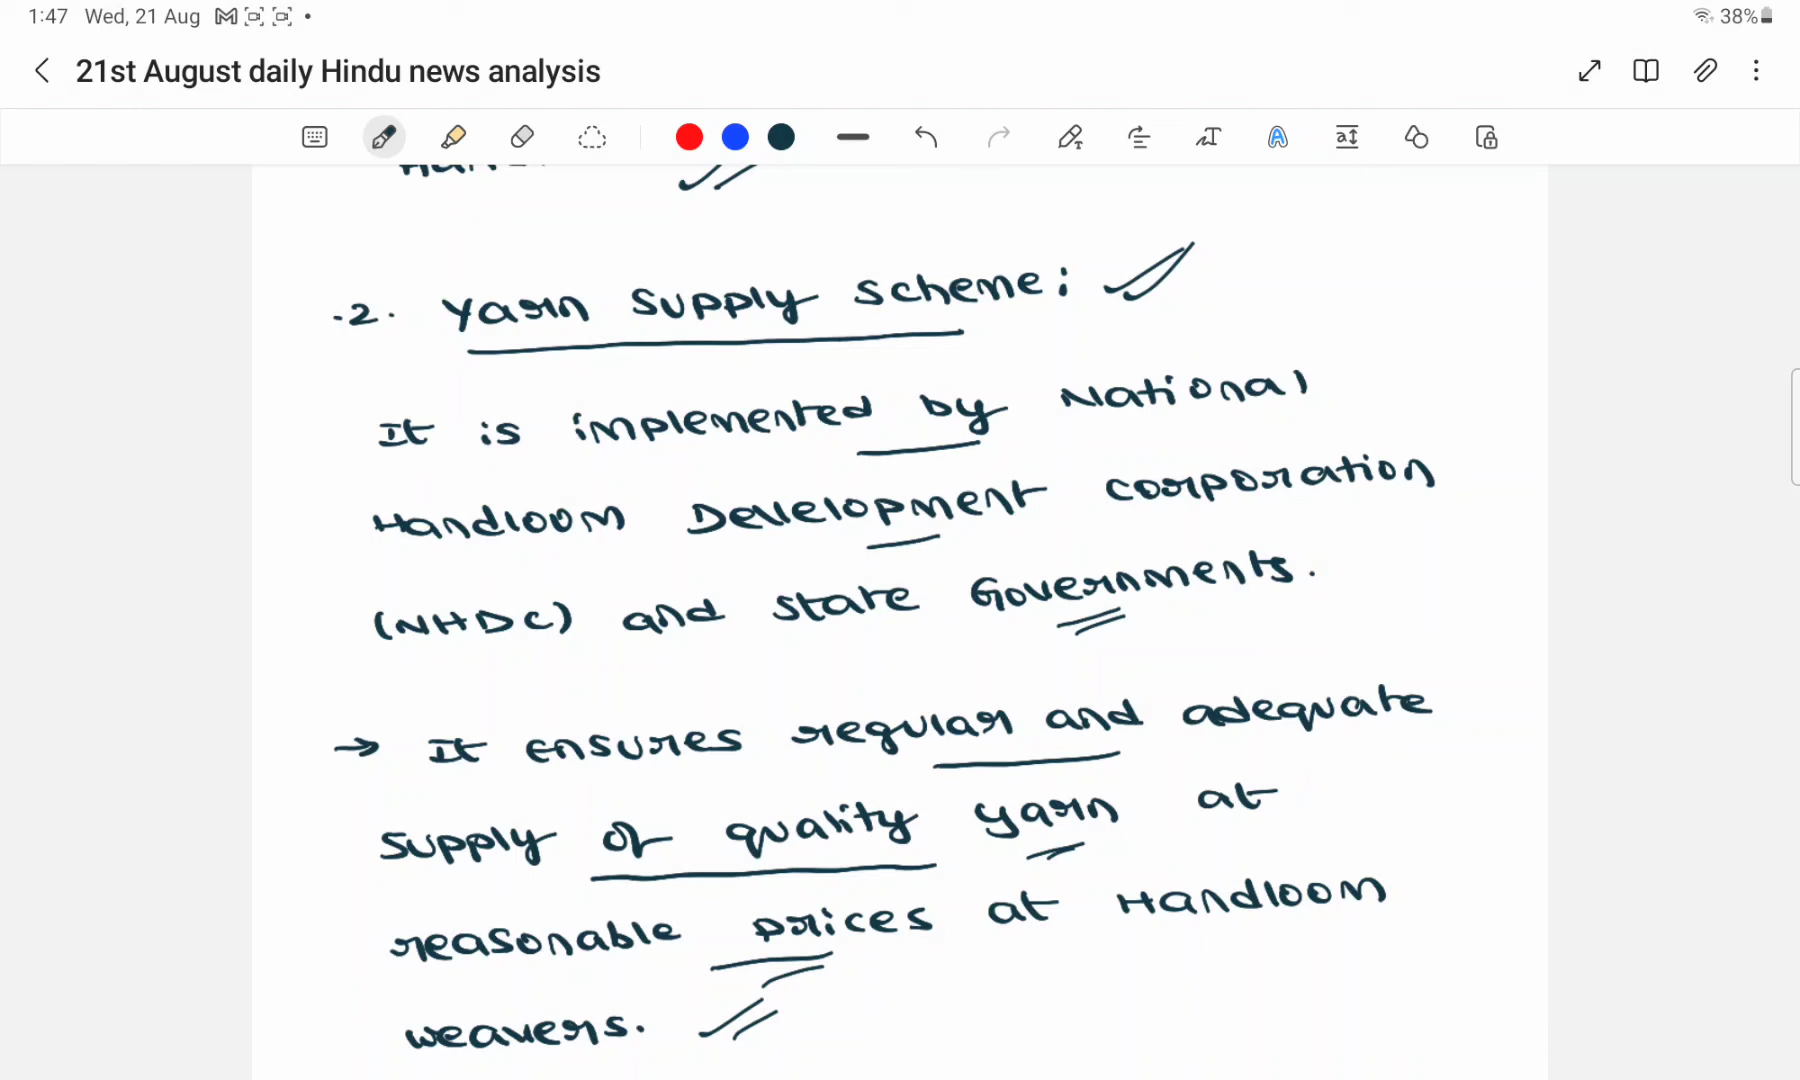 1:47 Wed, 21 Aug
38%
21st August daily Hindu news analysis
2. Yarn supply scheme:
It is implemented by National
Handloom Development corporation
(NHDC) and state Governments.
→ It ensures regular and adequate
supply of quality yarn at
reasonable prices at Handloom
weavers.